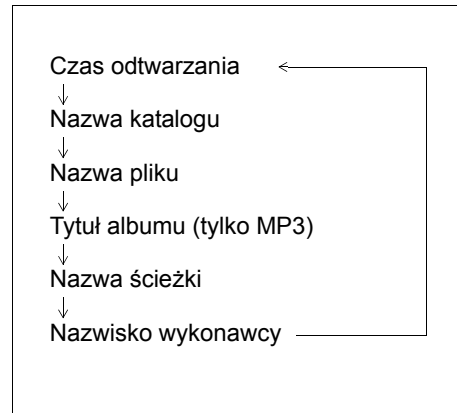 Czas odtwarzania
Nazwa katalogu
Nazwa pliku
Tytuł albumu (tylko MP3)
Nazwa ścieżki
Nazwisko wykonawcy